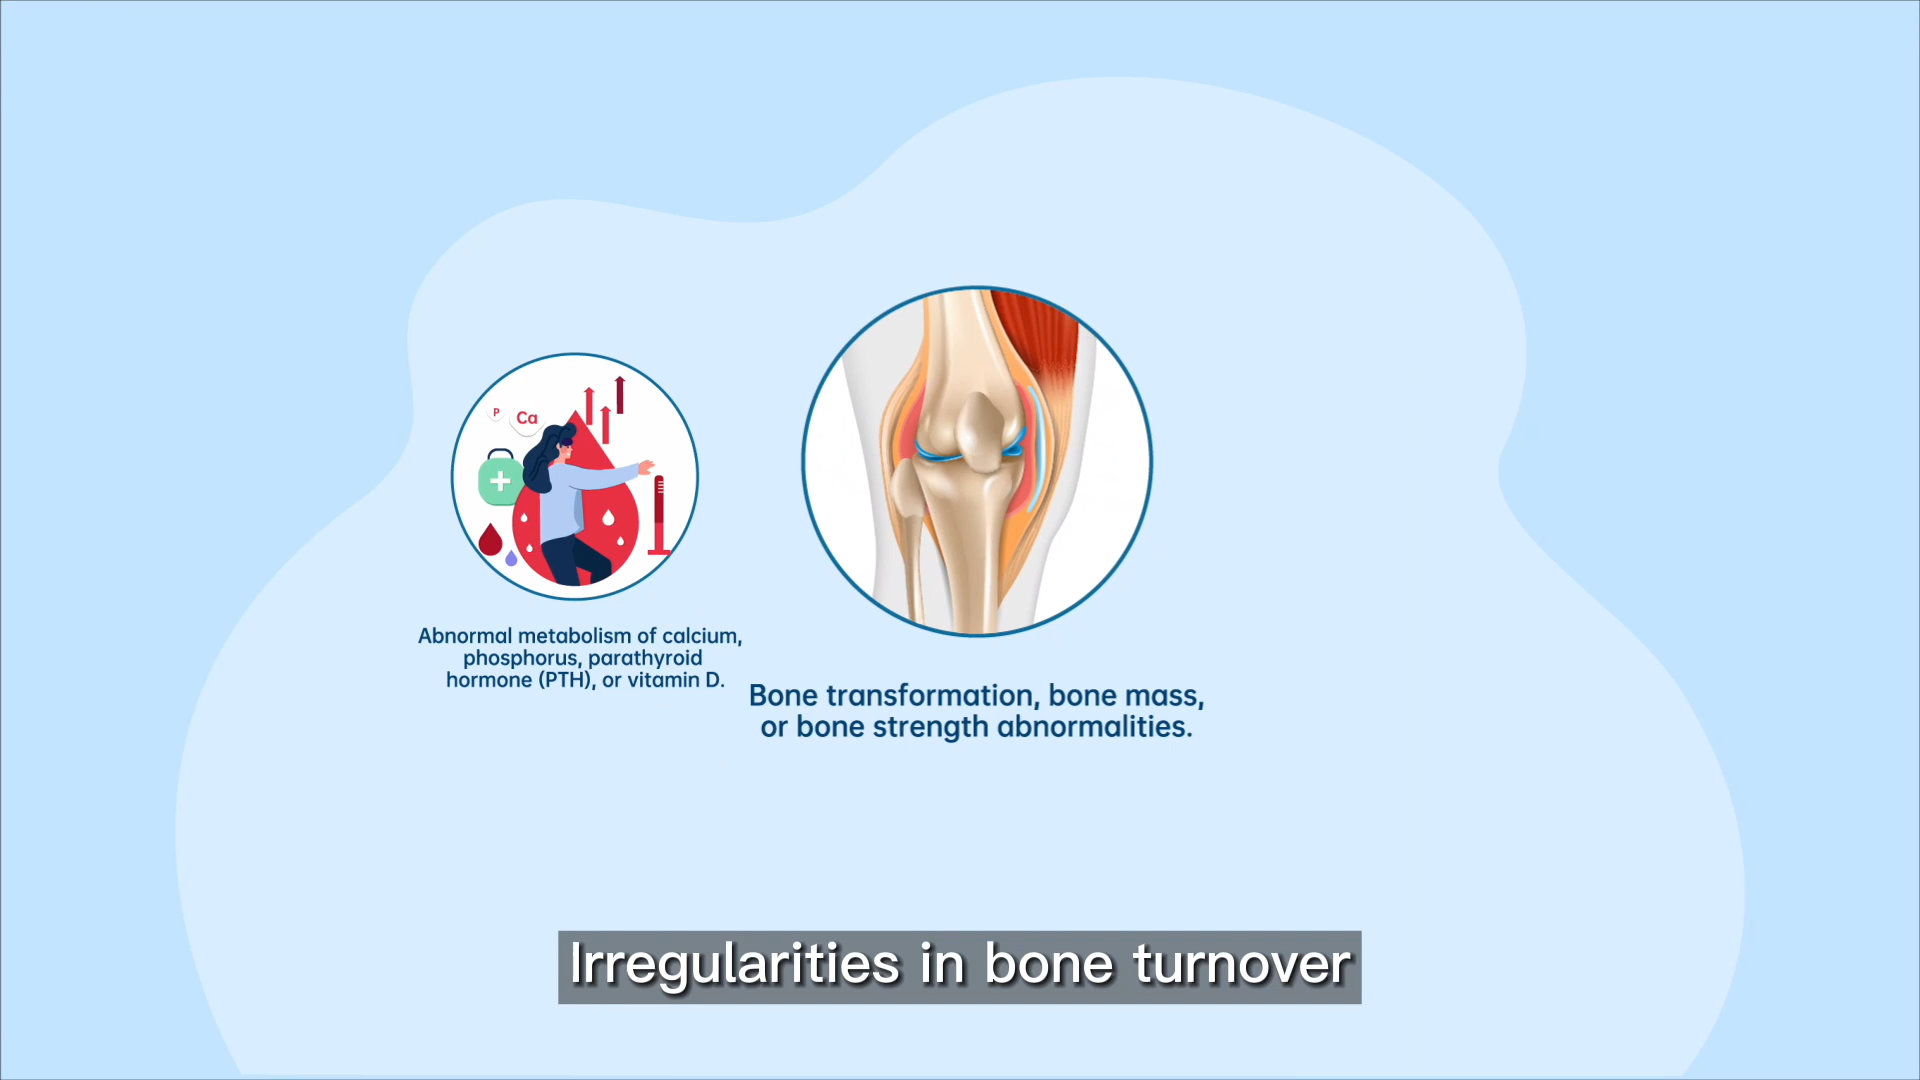 P
Ca
Abnormal metabolism of calcium,
phosphorus, parathyroid
hormone (PTH), or vitamin D.
Bone transformation, bone mass,
or bone strength abnormalities.
Irregularities in bone turnover